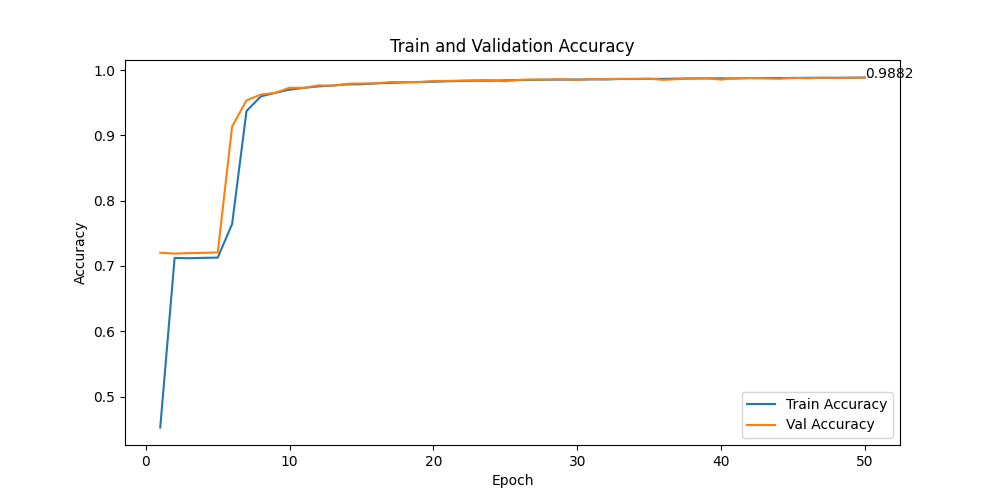 Train and Validation Accuracy
1.0
0.9882
0.9
0.8
0.7
0.6
0.5
Accuracy
Train Accuracy
Val Accuracy
0 10 20 30 40 50
Epoch